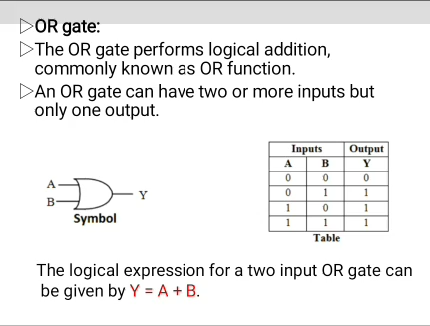 ▷OR gate:
▷The OR gate performs logical addition,
commonly known as OR function.
▷An OR gate can have two or more inputs but
only one output.
Inputs Output
A B Y
0 0 0
0 1 1
1 0 1
1 1 1
Table
A
B
Y
Symbol
The logical expression for a two input OR gate can
be given by Y = A + B.